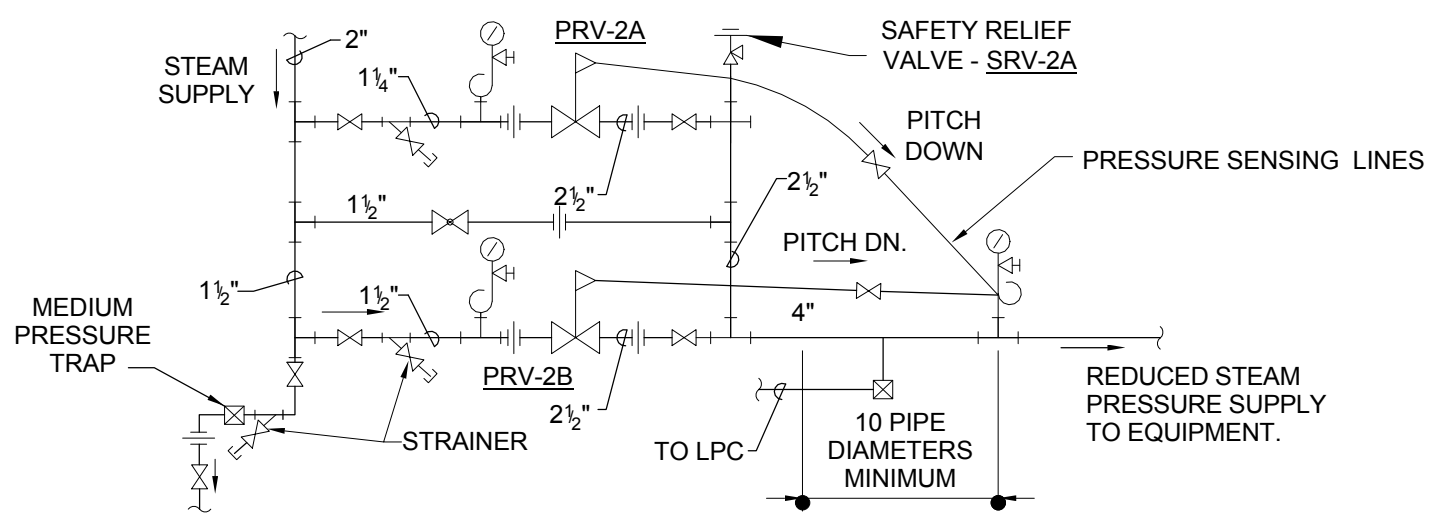 2"
PRV-2A
SAFETY RELIEF
VALVE - SRV-2A
STEAM
SUPPLY
1¼"
PITCH
DOWN
PRESSURE SENSING LINES
1½"
2½"
2½"
PITCH DN.
1½"
1½"
4"
MEDIUM
PRESSURE
TRAP
PRV-2B
2½"
REDUCED STEAM
PRESSURE SUPPLY
TO EQUIPMENT.
STRAINER
TO LPC
10 PIPE
DIAMETERS
MINIMUM